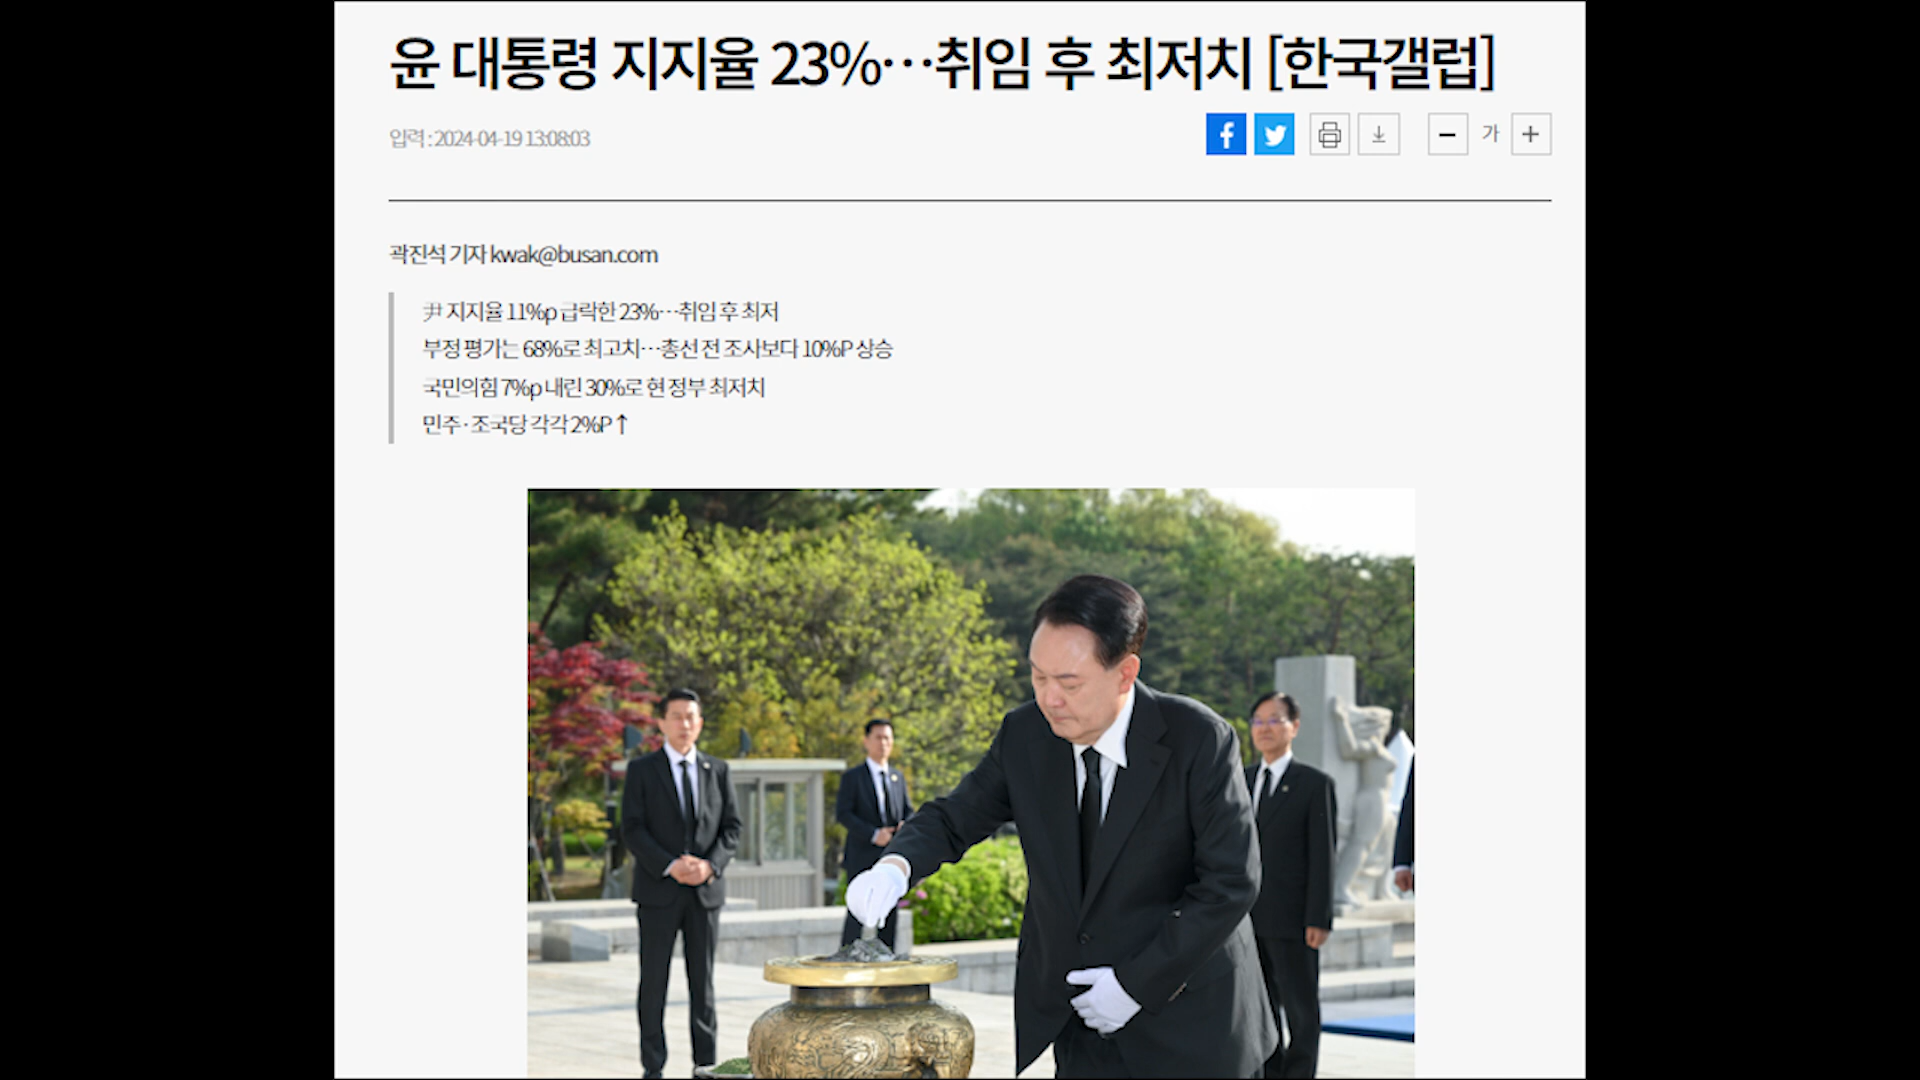 윤 대통령 지지율 23%…취임 후 최저치 [한국갤럽]
입력 : 2024-04-19 13:08:03
가
곽진석 기자 kwak@busan.com
尹 지지율 11%p 급락한 23%…취임 후 최저
부정 평가는 68%로 최고치…총선 전 조사보다 10%P 상승
국민의힘 7%p 내린 30%로 현 정부 최저치
민주·조국당 각각 2%P↑